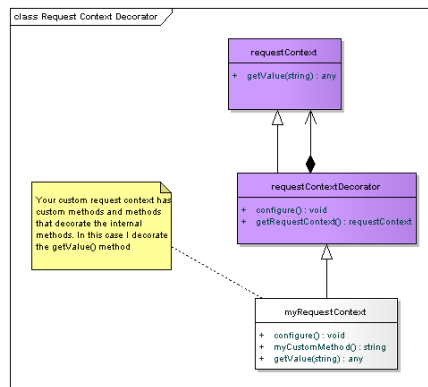 class Request Context Decorator
requestContext
+ getValue(string) : any
requestContextDecorator
+ configure() : void
+ getRequestContext() : requestContext
Your custom request context has
custom methods and methods
that decorate the internal
methods. In this case I decorate
the getValue() method
myRequestContext
+ configure() : void
+ myCustomMethod() : string
+ getValue(string) : any